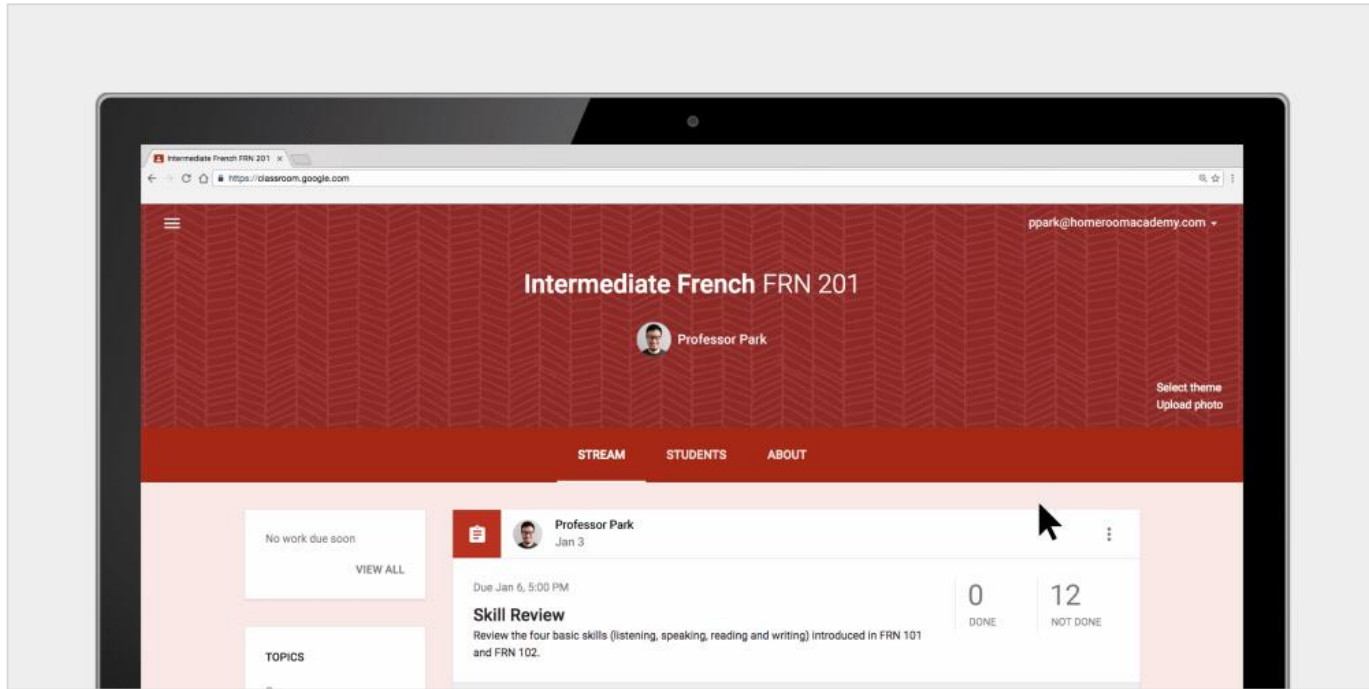 Intermediate French FRN 201
https://classroom.google.com
ppark@homeroomacademy.com
Intermediate French FRN 201
Professor Park
Select theme
Upload photo
STREAM STUDENTS ABOUT
No work due soon
VIEW ALL
TOPICS
Professor Park
Jan 3
Due Jan 6, 5:00 PM
Skill Review
Review the four basic skills (listening, speaking, reading and writing) introduced in FRN 101
and FRN 102.
0
DONE
12
NOT DONE